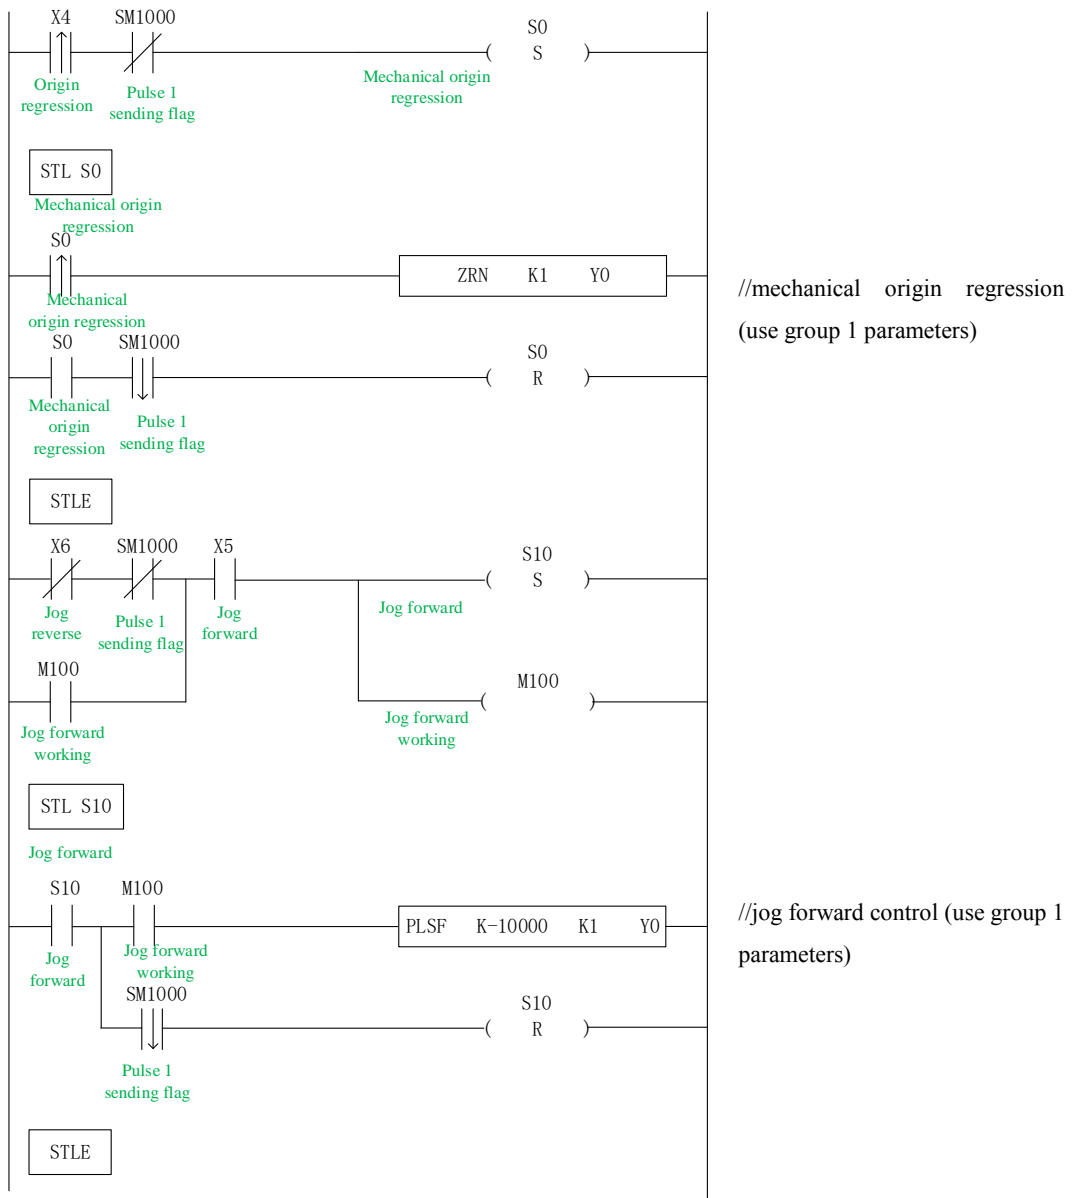 X4 SM1000 S0
( S )
Origin
regression
Pulse 1
sending flag
Mechanical origin
regression
STL S0
Mechanical origin
regression
S0
ZRN K1 Y0
Mechanical
origin regression
//mechanical origin regression
(use group 1 parameters)
S0 SM1000 S0
( R )
Mechanical
origin
regression
Pulse 1
sending flag
STLE
X6 SM1000 X5 S10
( S )
Jog
reverse
Pulse 1
sending flag
Jog
forward
Jog forward
M100 M100
( )
Jog forward
working
Jog forward
working
STL S10
Jog forward
S10 M100
PLSF K-10000 K1 Y0
Jog
forward
Jog forward
working
//jog forward control (use group 1
parameters)
SM1000 S10
( R )
Pulse 1
sending flag
STLE